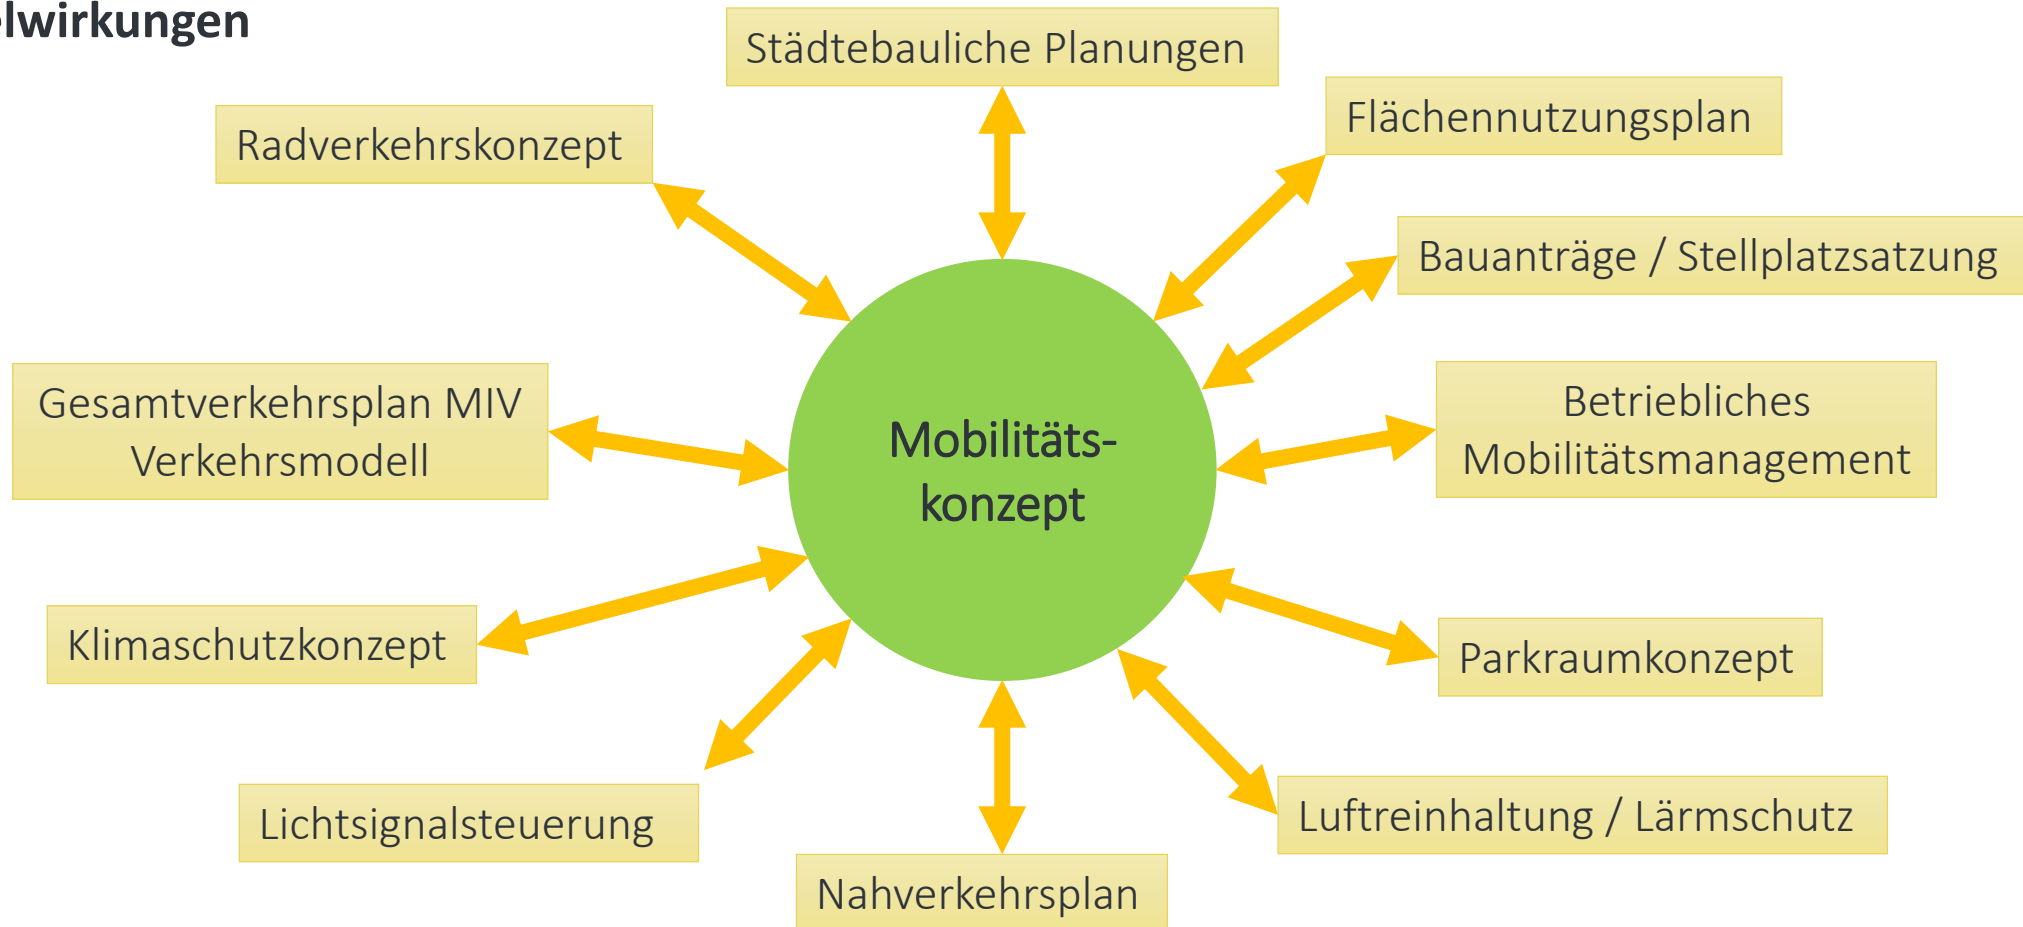 elwirkungen
Städtebauliche Planungen
Flächennutzungsplan
Radverkehrskonzept
Bauanträge / Stellplatzsatzung
Gesamtverkehrsplan MIV
Verkehrsmodell
Mobilitäts-
konzept
Betriebliches
Mobilitätsmanagement
Klimaschutzkonzept
Parkraumkonzept
Lichtsignalsteuerung
Luftreinhaltung / Lärmschutz
Nahverkehrsplan